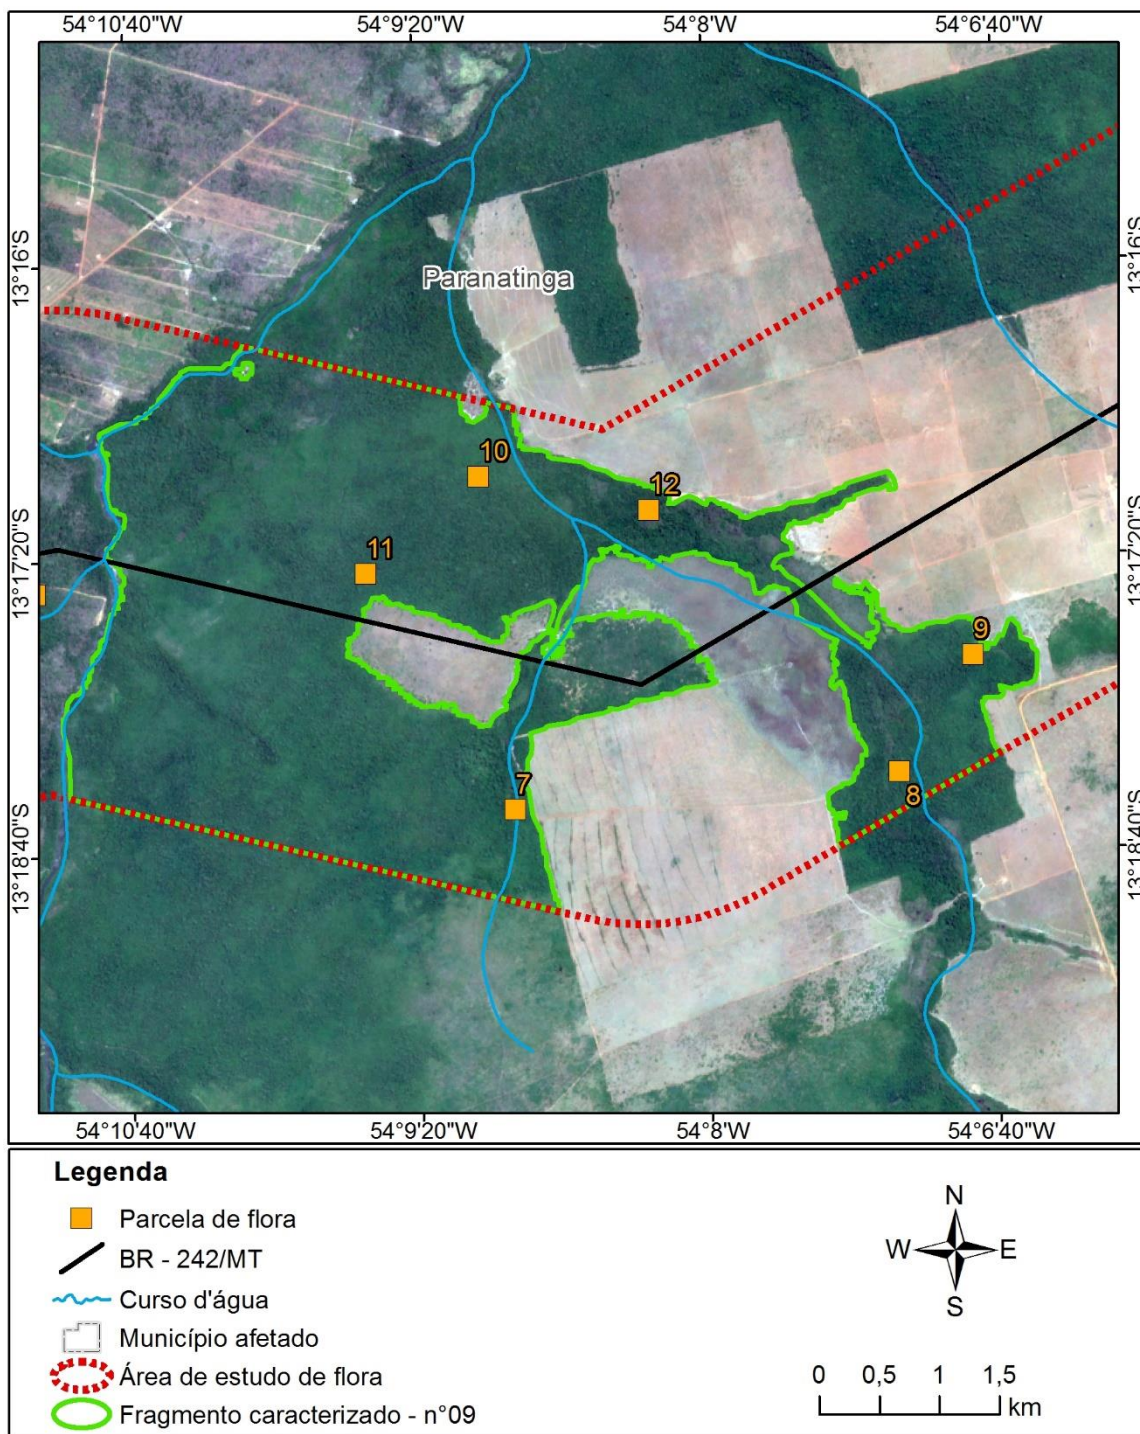 54°10'40"W 54°9'20"W 54°8'W 54°6'40"W
13°16'S 13°16'S
Paranatinga
10
12
13°17'20"S 13°17'20"S
11
9
7
8
13°18'40"S 13°18'40"S
54°10'40"W 54°9'20"W 54°8'W 54°6'40"W
Legenda
Parcela de flora
BR - 242/MT
Curso d'água
Município afetado
Área de estudo de flora
Fragmento caracterizado - n°09
N
W E
S
0 0,5 1 1,5
km